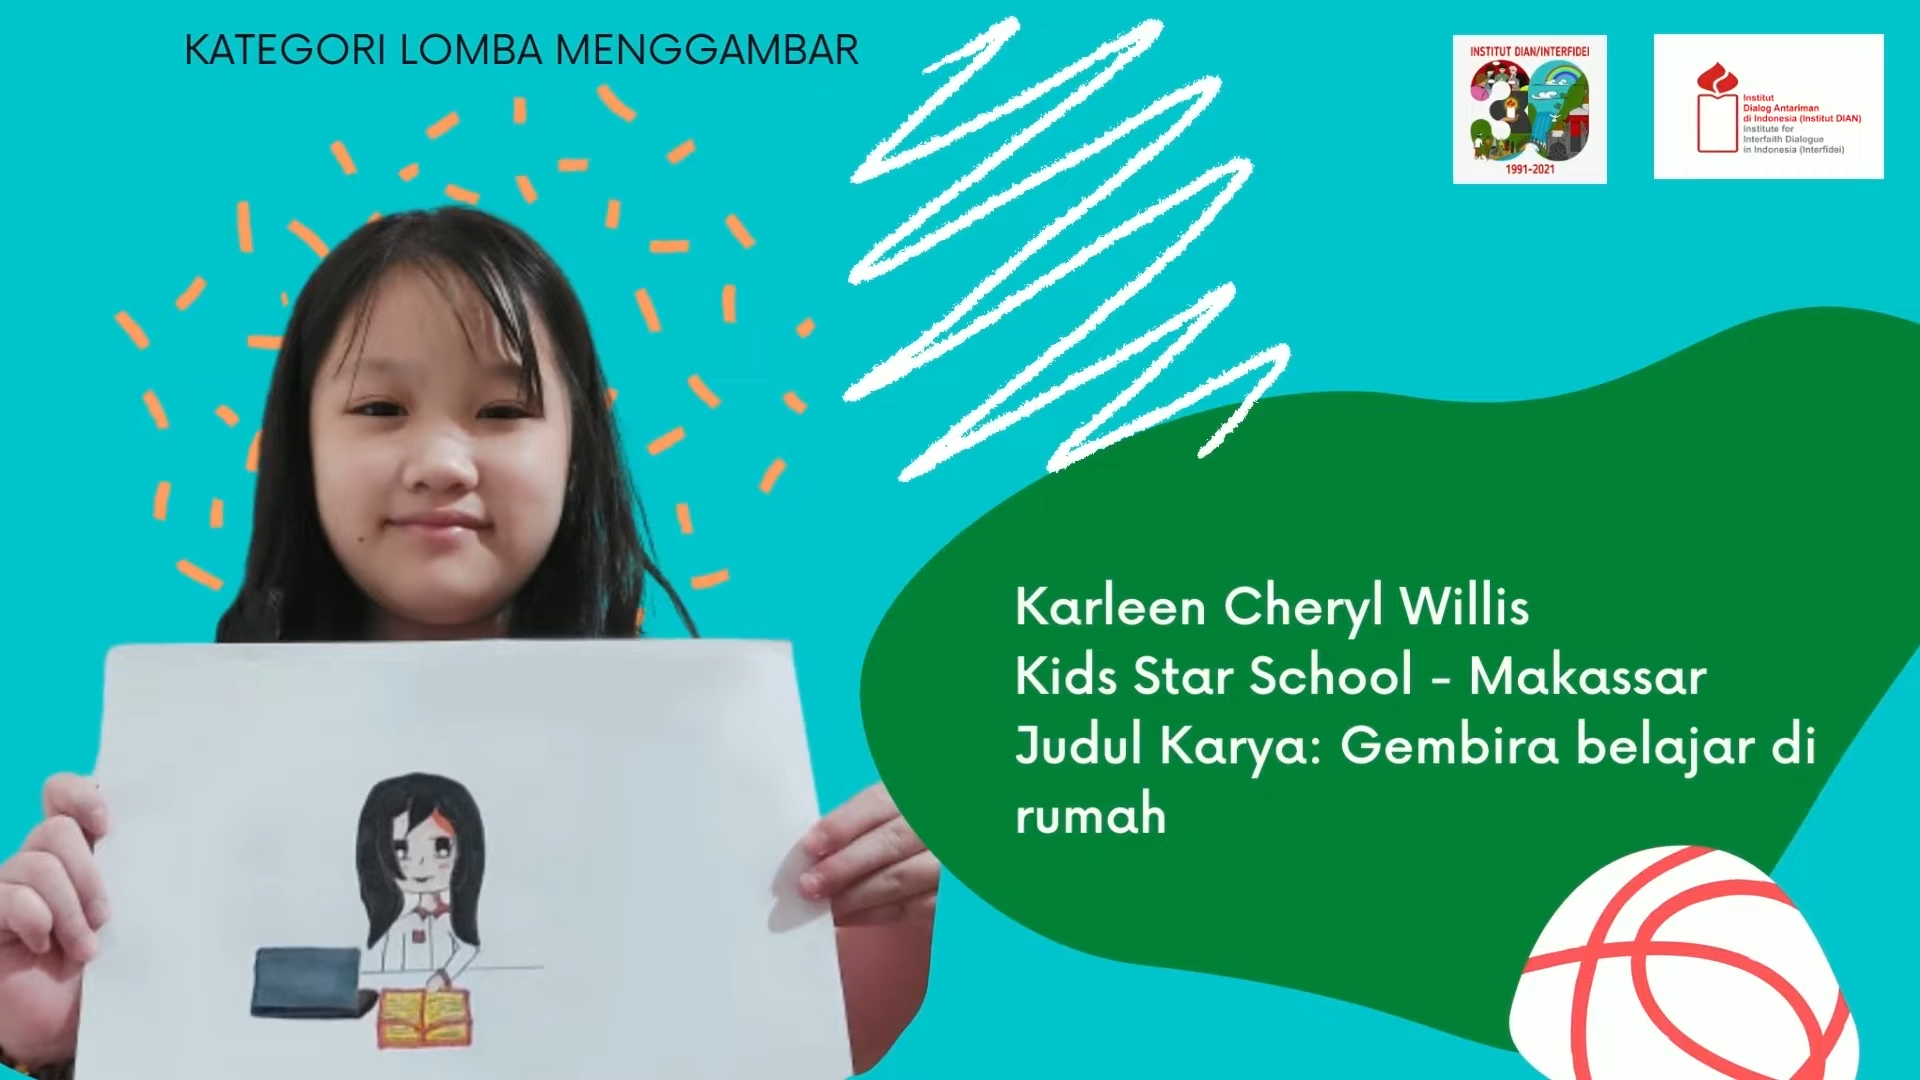 KATEGORI LOMBA MENGGAMBAR
INSTITUT DIAN/INTERFIDEI
30
1991-2021
Institut
Dialog Antariman
di Indonesia (Institut DIAN)
Institute for
Interfaith Dialogue
in Indonesia (Interfidei)
Karleen Cheryl Willis
Kids Star School - Makassar
Judul Karya: Gembira belajar di
rumah